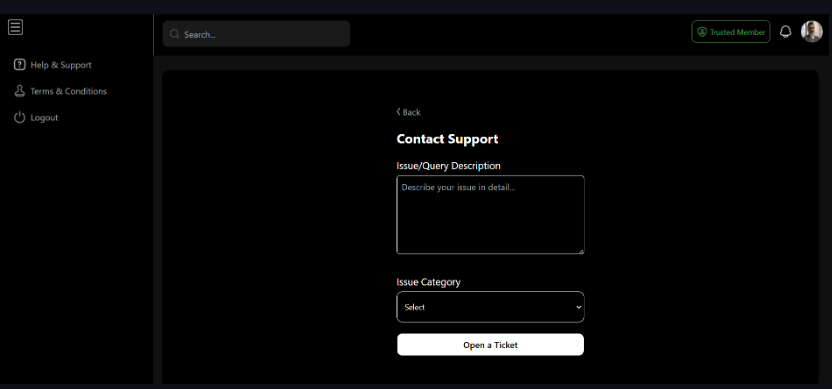 Search...
Trusted Member
Help & Support
Terms & Conditions
Logout
Back
Contact Support
Issue/Query Description
Describe your issue in detail...
Issue Category
Select
Open a Ticket